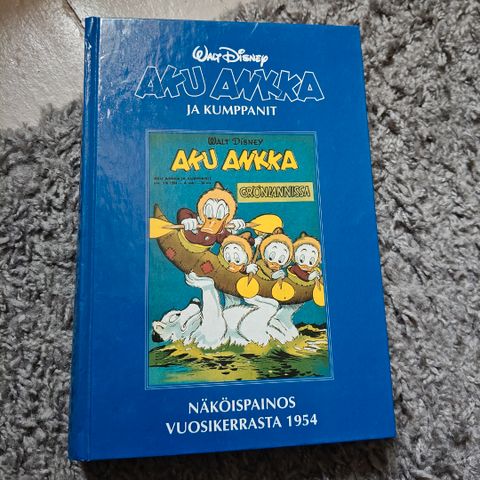 WALT DISNEY
AKU ANKKA
JA KUMPPANIT
WALT DISNEY
AKU ANKKA
GRÖNLANNISSA
NÄKÖISPAINOS
VUOSIKERRASTA 1954